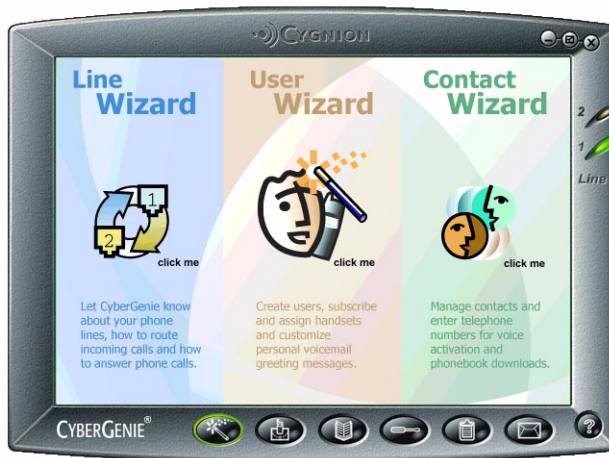 CYGNION
Line
Wizard
User
Wizard
Contact
Wizard
2
1
Line
1
2
click me
click me
click me
Let CyberGenie know
about your phone
lines, how to route
incoming calls and how
to answer phone calls.
Create users, subscribe
and assign handsets
and customize
personal voicemail
greeting messages.
Manage contacts and
enter telephone
numbers for voice
activation and
phonebook downloads.
CYBERGENIE®
?